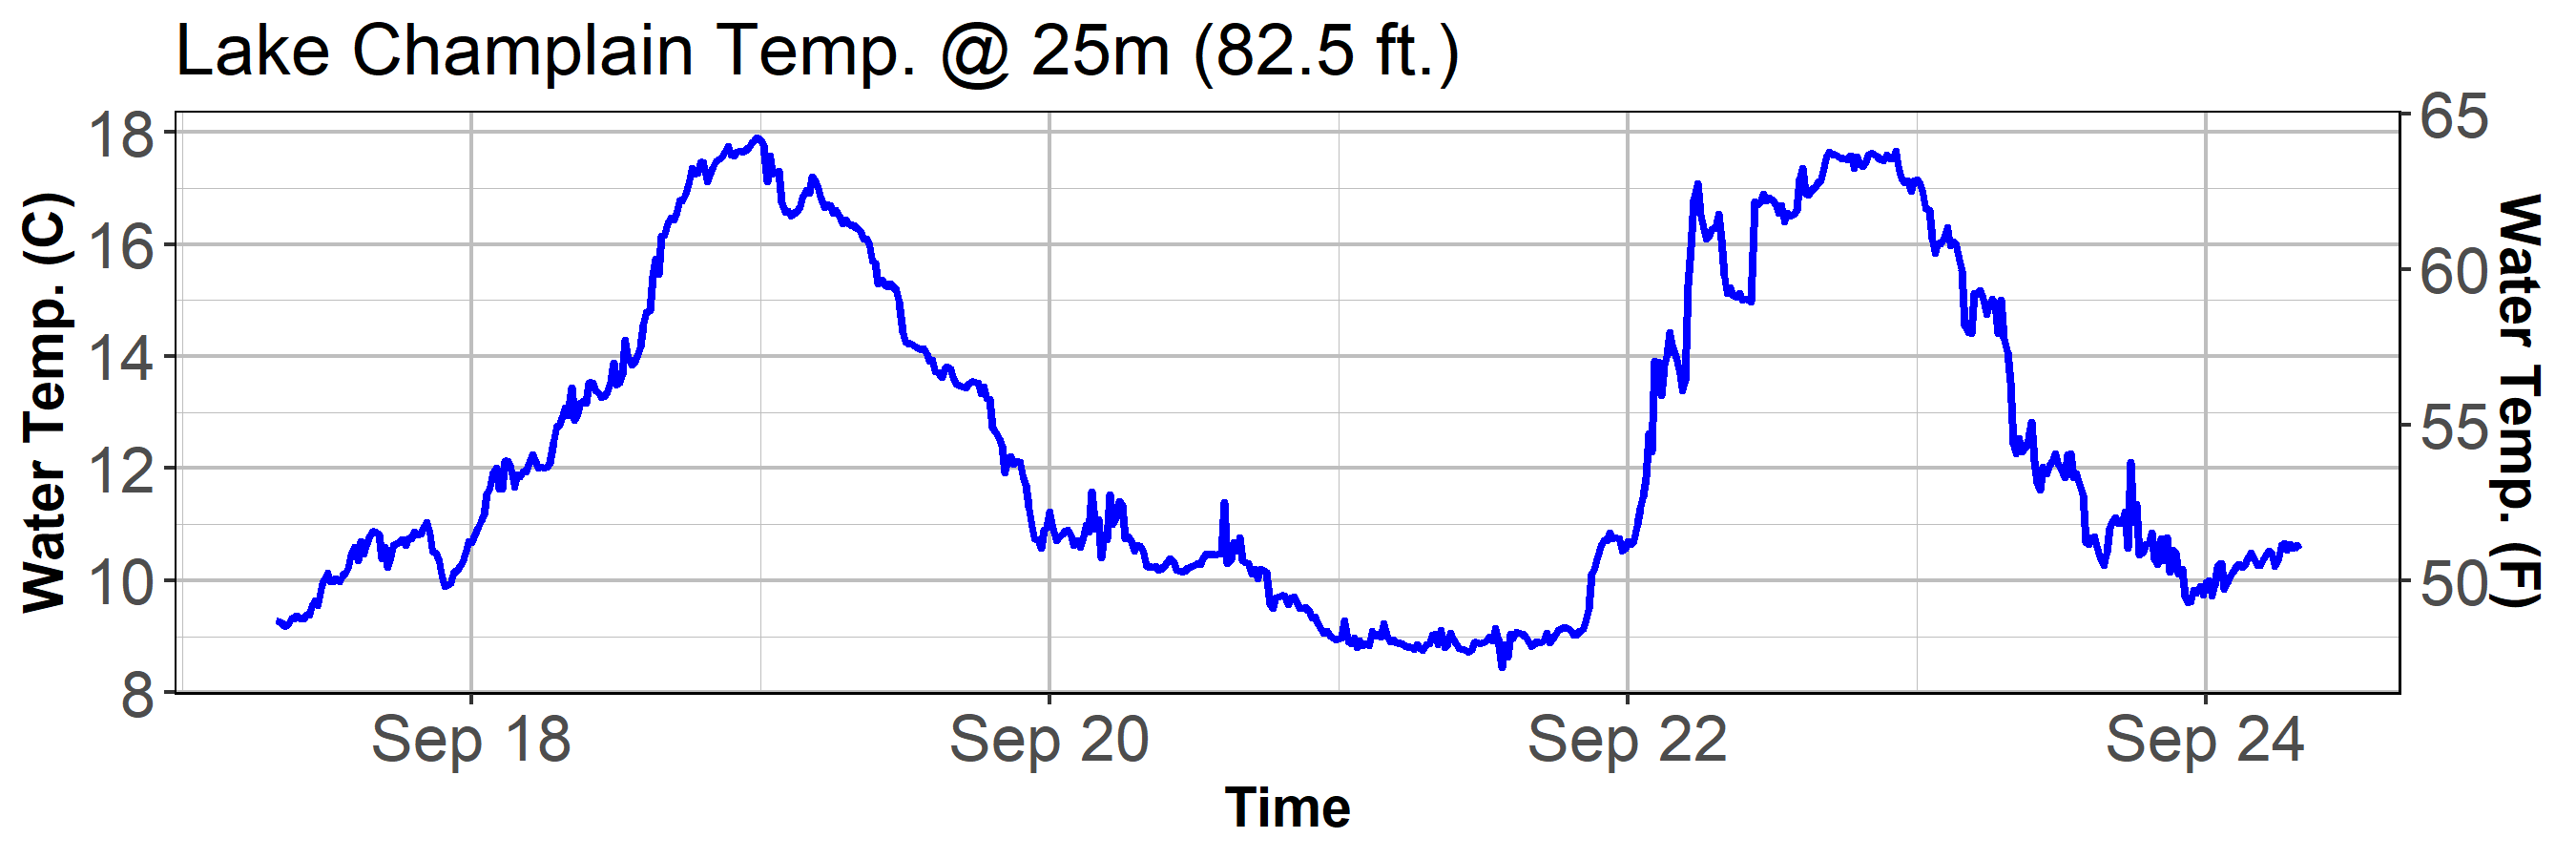 Lake Champlain Temp. @ 25m (82.5 ft.)
Water Temp. (C)
18
16
14
12
10
8
65
60
55
50
Water Temp. (F)
Sep 18 Sep 20 Sep 22 Sep 24
Time